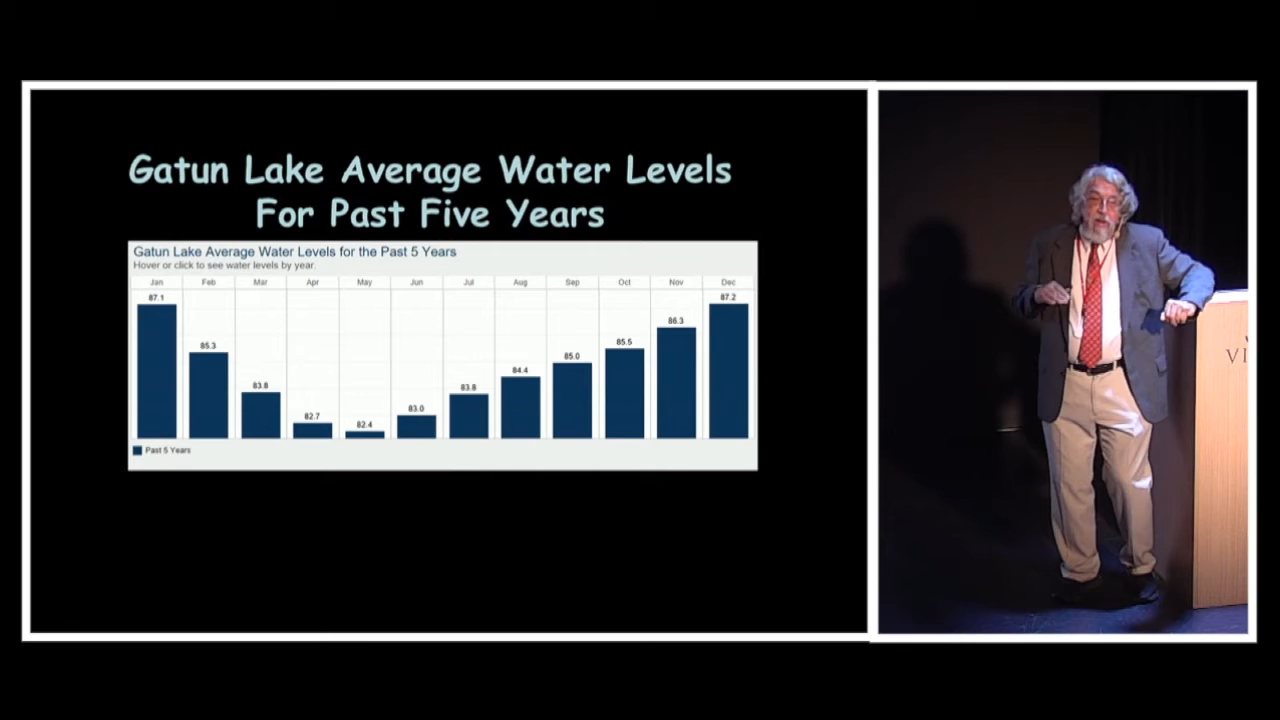 Gatun Lake Average Water Levels
For Past Five Years
Gatun Lake Average Water Levels for the Past 5 Years
Hover or click to see water levels by year.
Jan Feb Mar Apr May Jun Jul Aug Sep Oct Nov Dec
87.1 85.3 83.8 82.7 82.4 83.0 83.8 84.4 85.0 85.5 86.3 87.2
Past 5 Years
VI